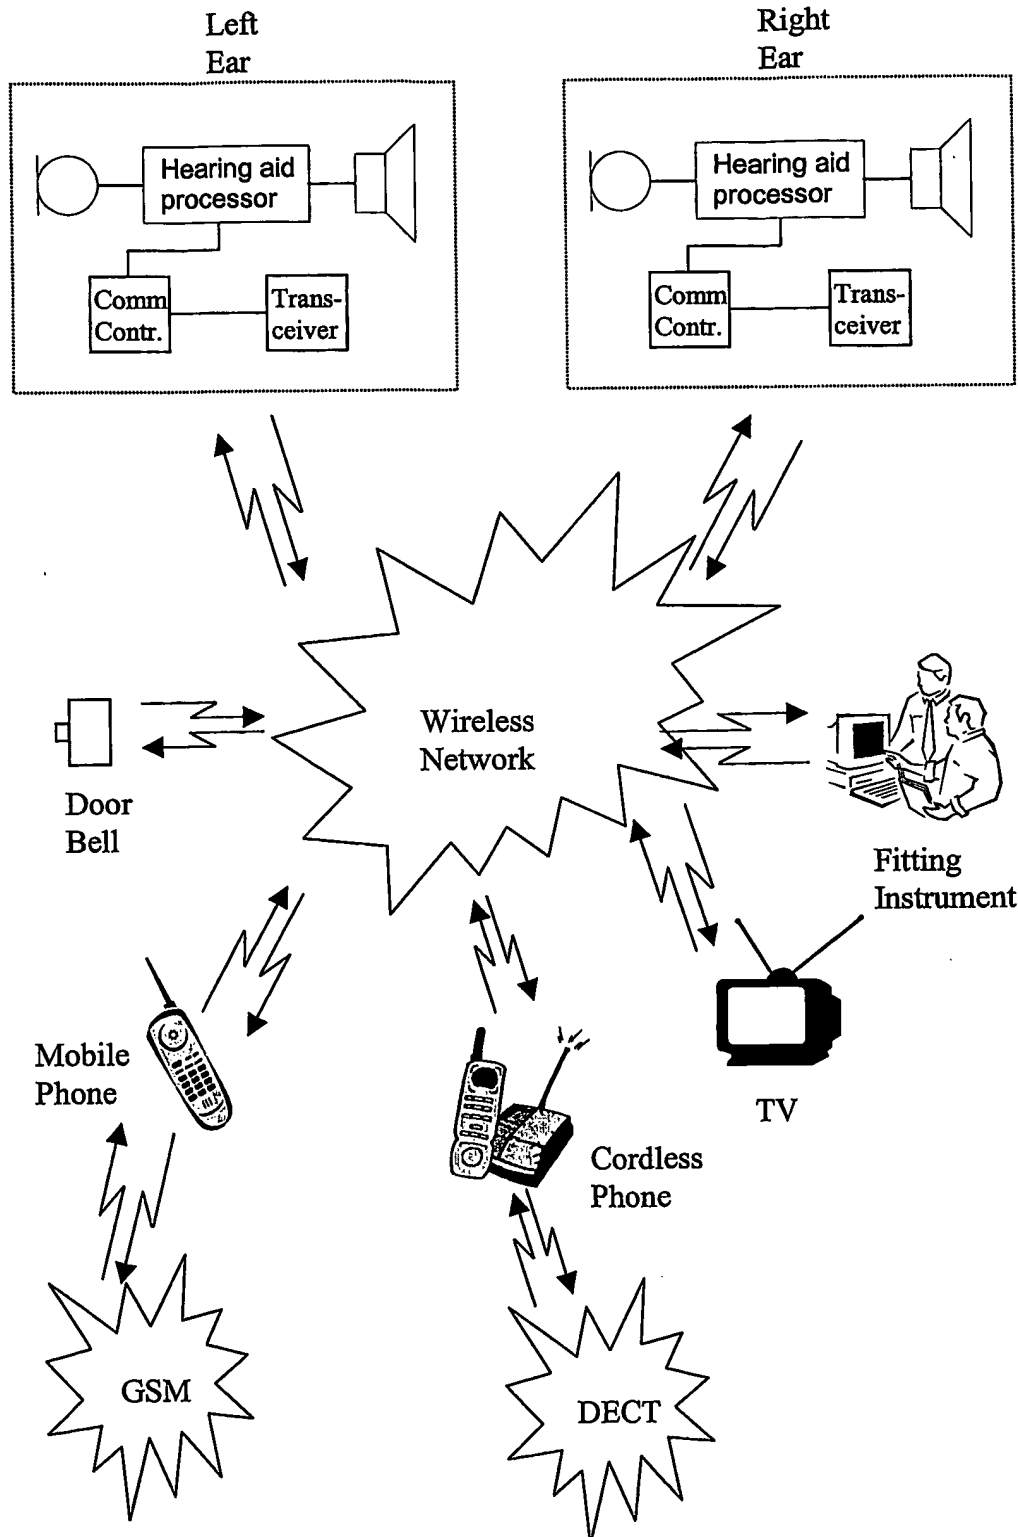 Left
Ear
Right
Ear
Hearing aid
processor
Comm
Contr.
Trans-
ceiver
Hearing aid
processor
Comm
Contr.
Trans-
ceiver
Wireless
Network
Door
Bell
Fitting
Instrument
Mobile
Phone
TV
Cordless
Phone
GSM
DECT